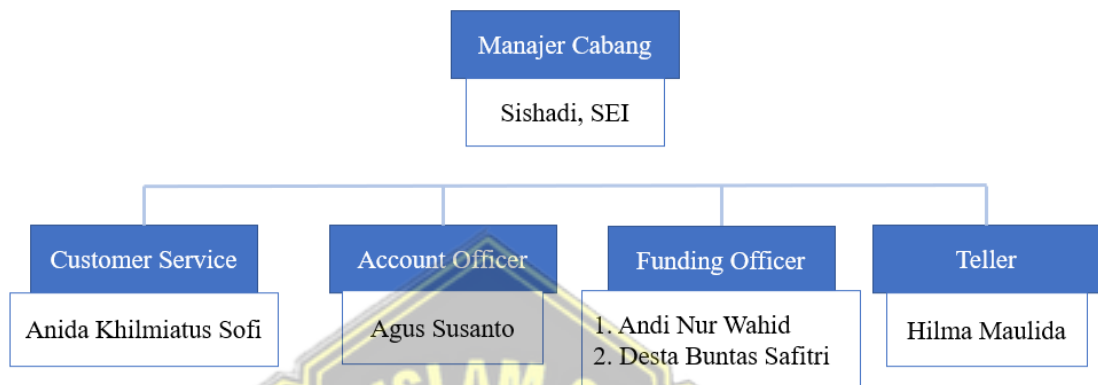 Manajer Cabang
Sishadi, SEI
Customer Service
Anida Khilmiatus Sofi
Account Officer
Agus Susanto
Funding Officer
1. Andi Nur Wahid
2. Desta Buntas Safitri
Teller
Hilma Maulida
ISLAM